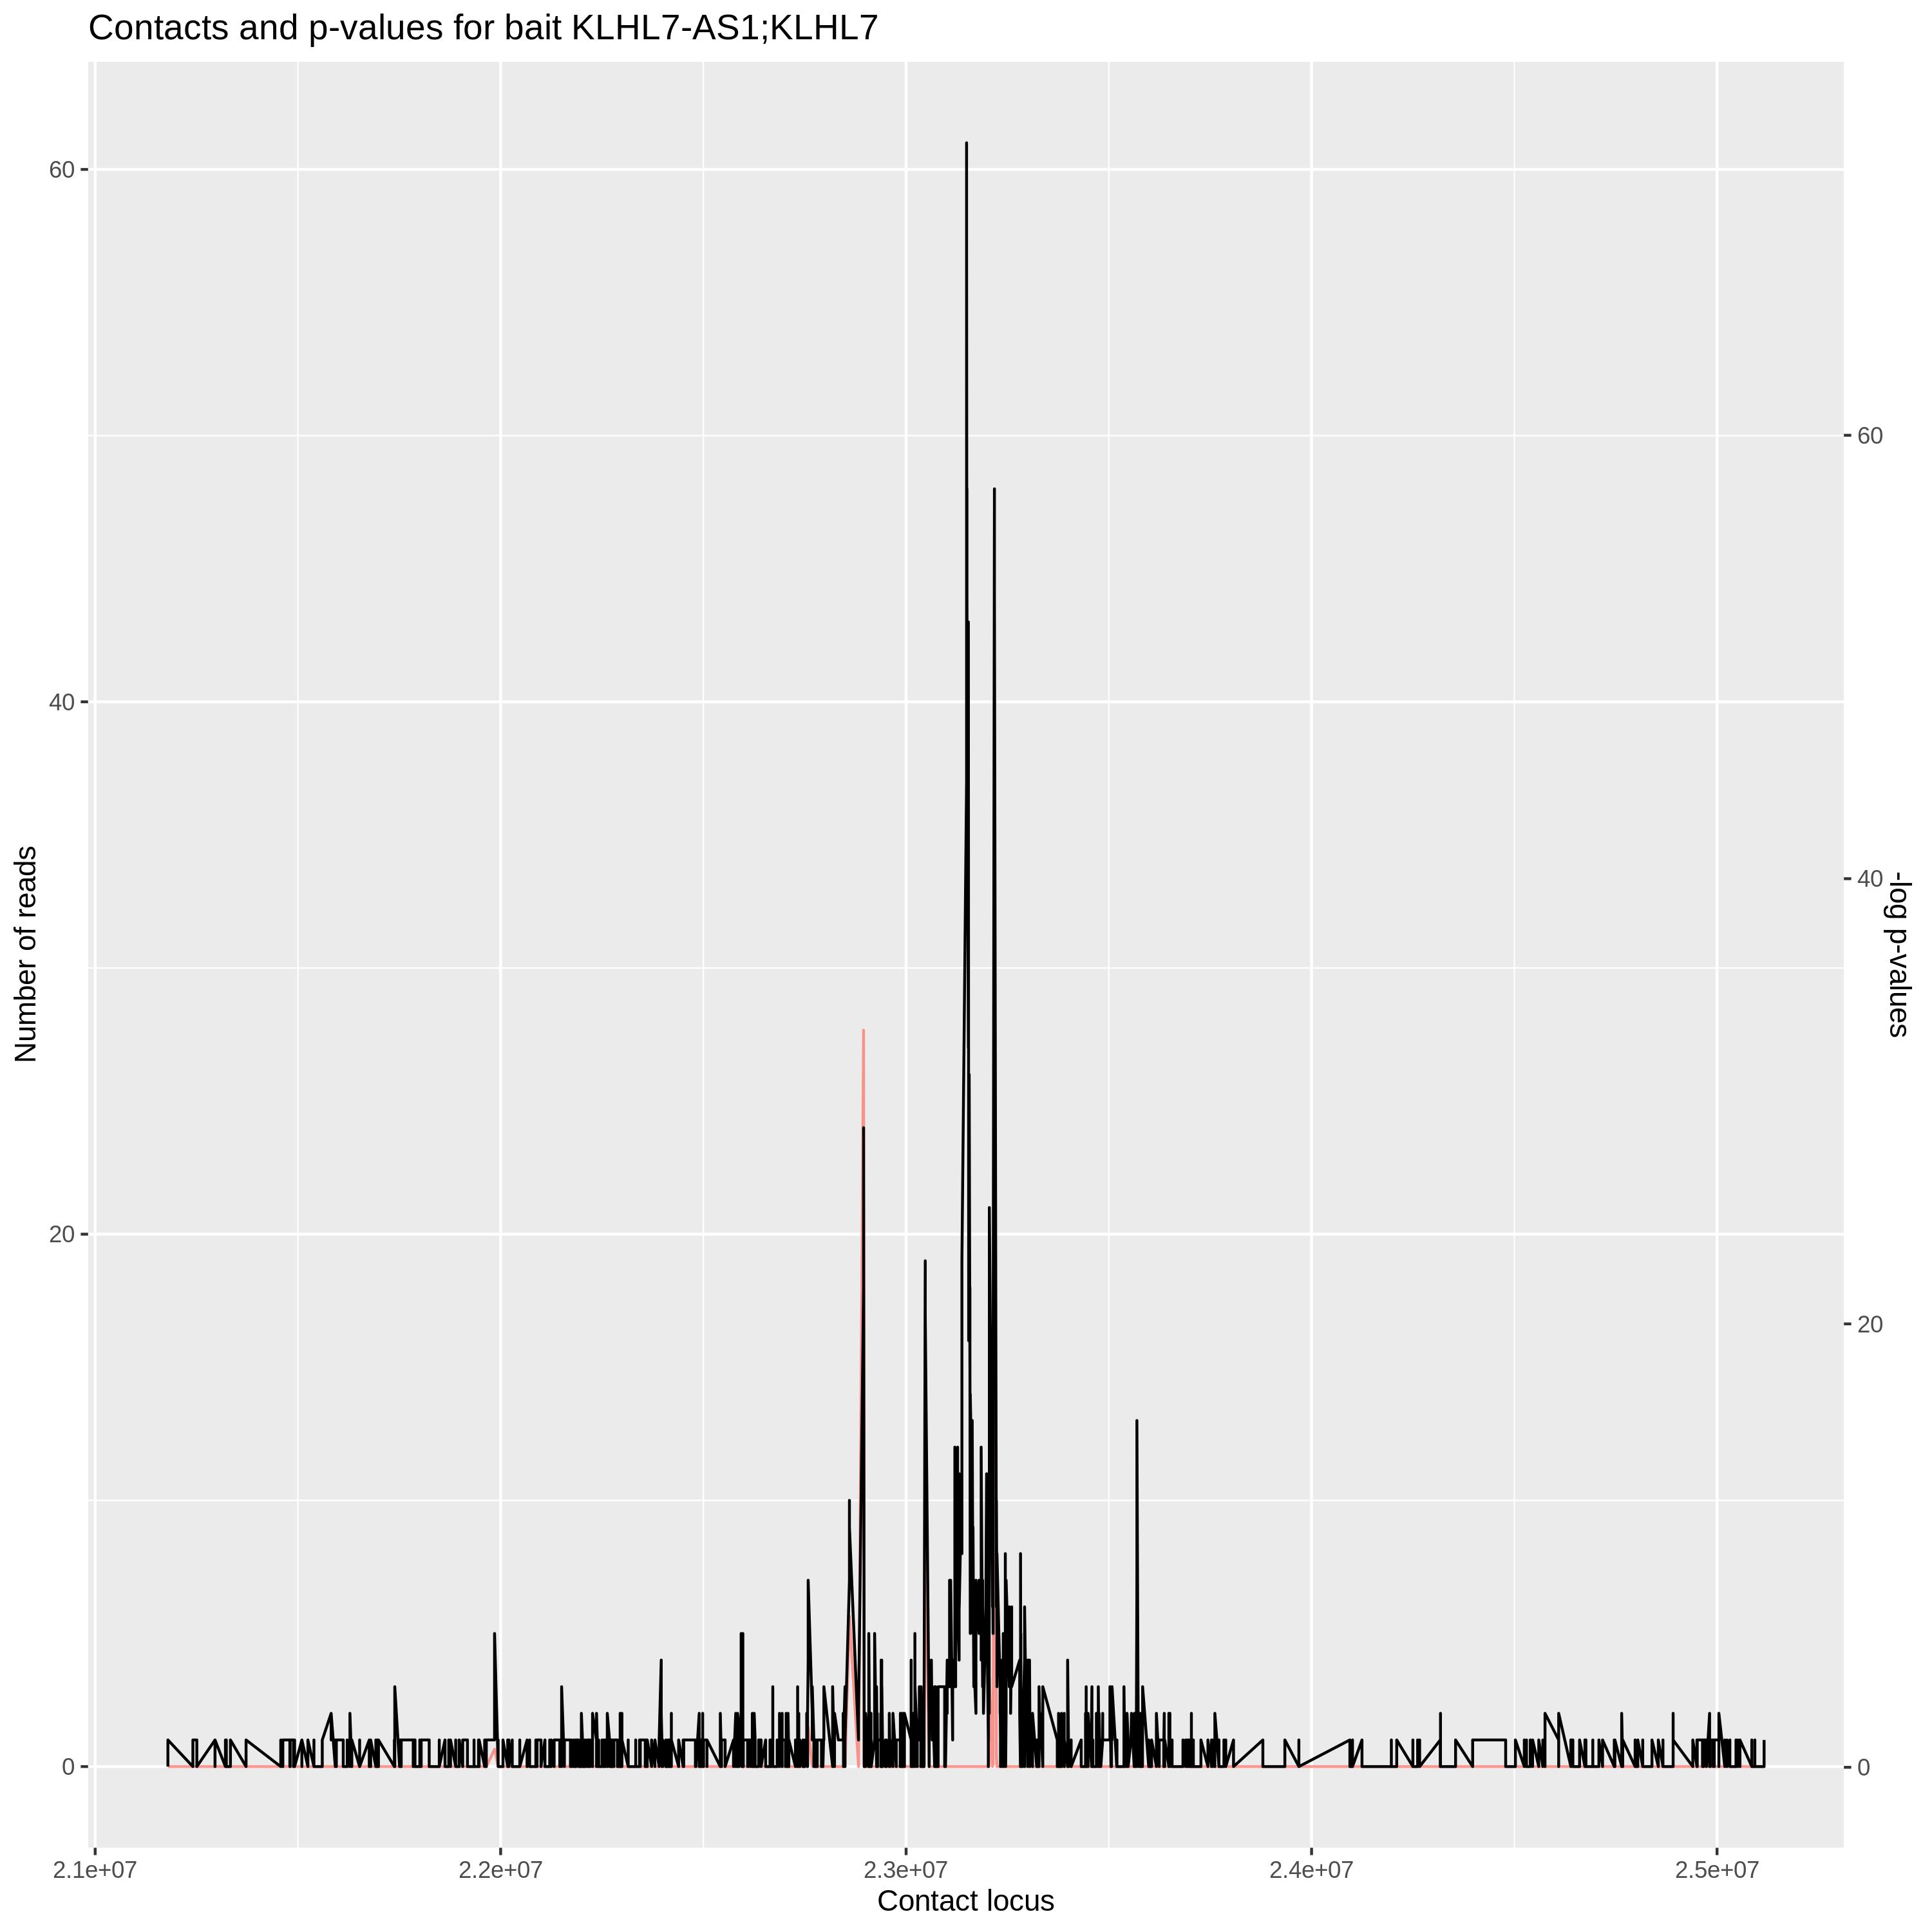 Contacts and p-values for bait KLHL7-AS1;KLHL7
60
40
20
0
Number of reads
60
40
20
0
-log p-values
2.1e+07
2.2e+07
2.3e+07
2.4e+07
2.5e+07
Contact locus